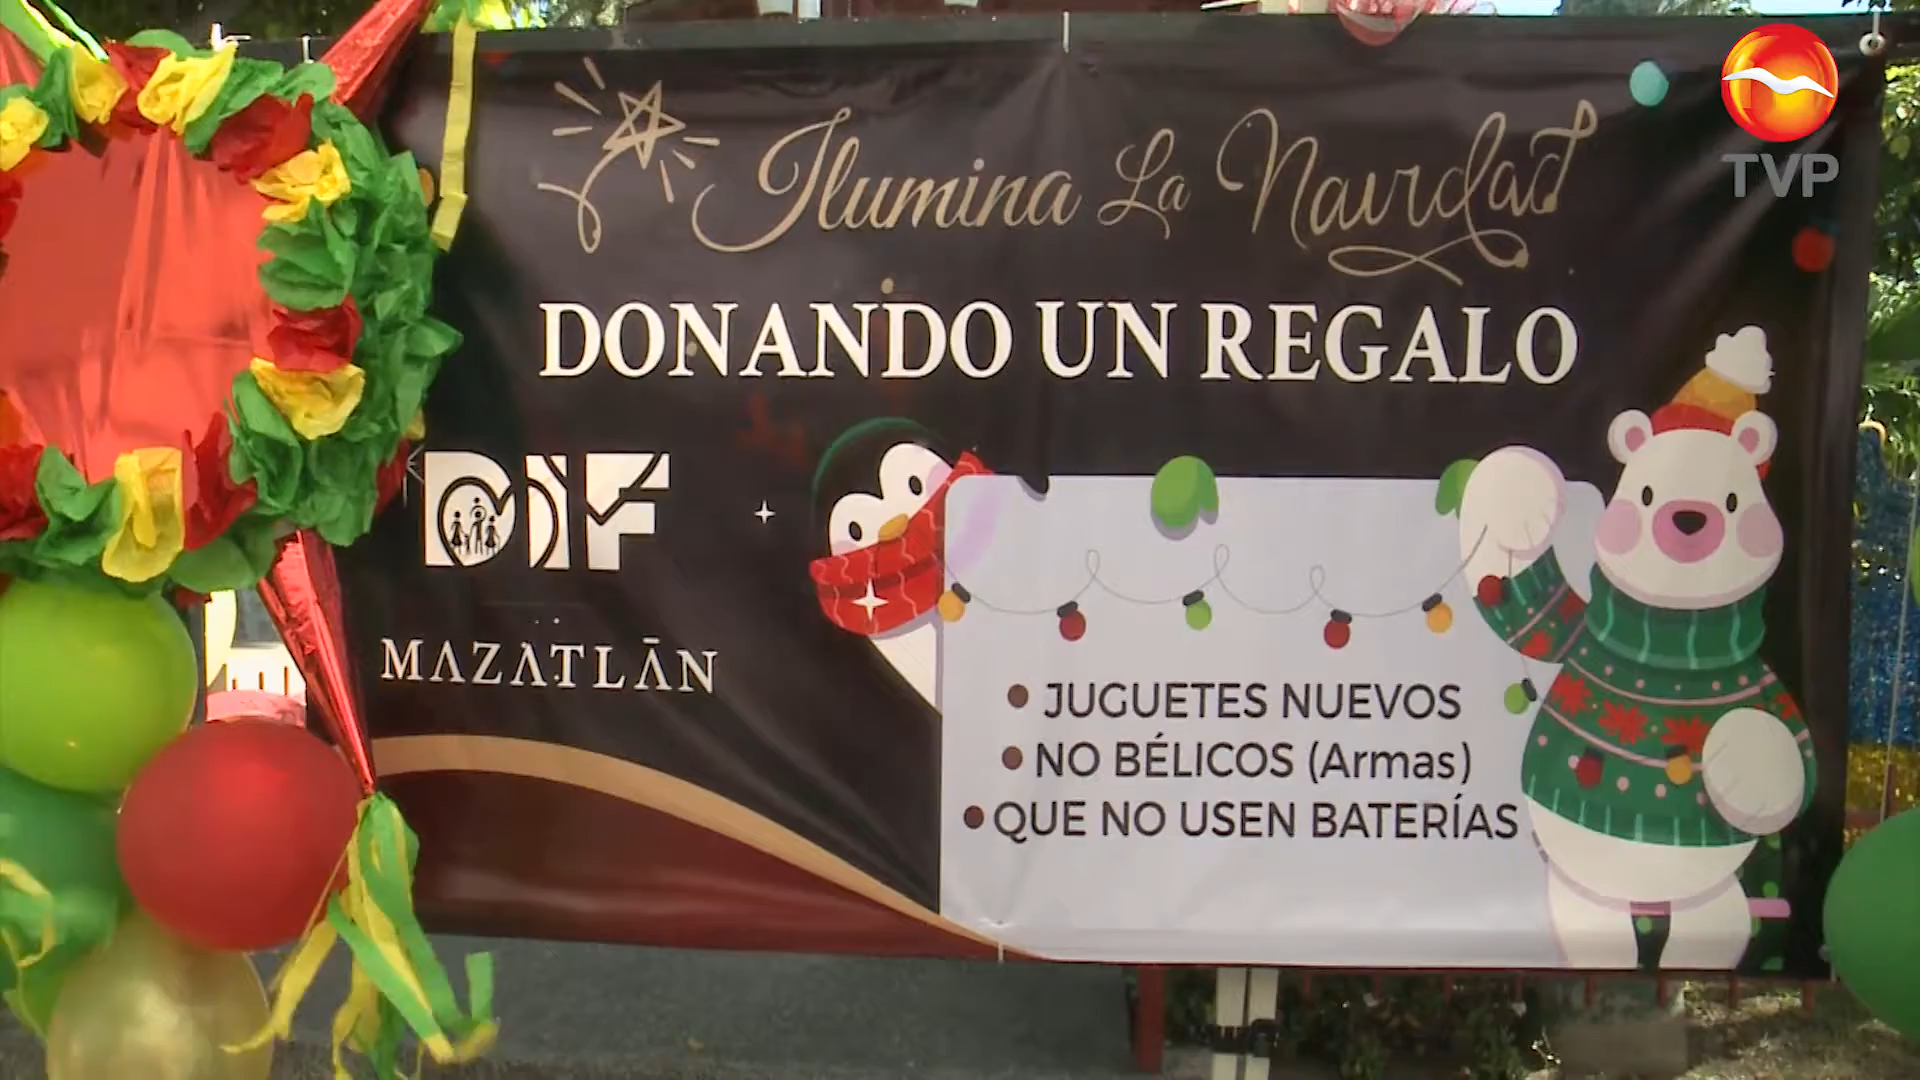 Ilumina La Navidad
DONANDO UN REGALO
DIF
MAZATLĀN
• JUGUETES NUEVOS
• NO BÉLICOS (Armas)
• QUE NO USEN BATERÍAS
TVP